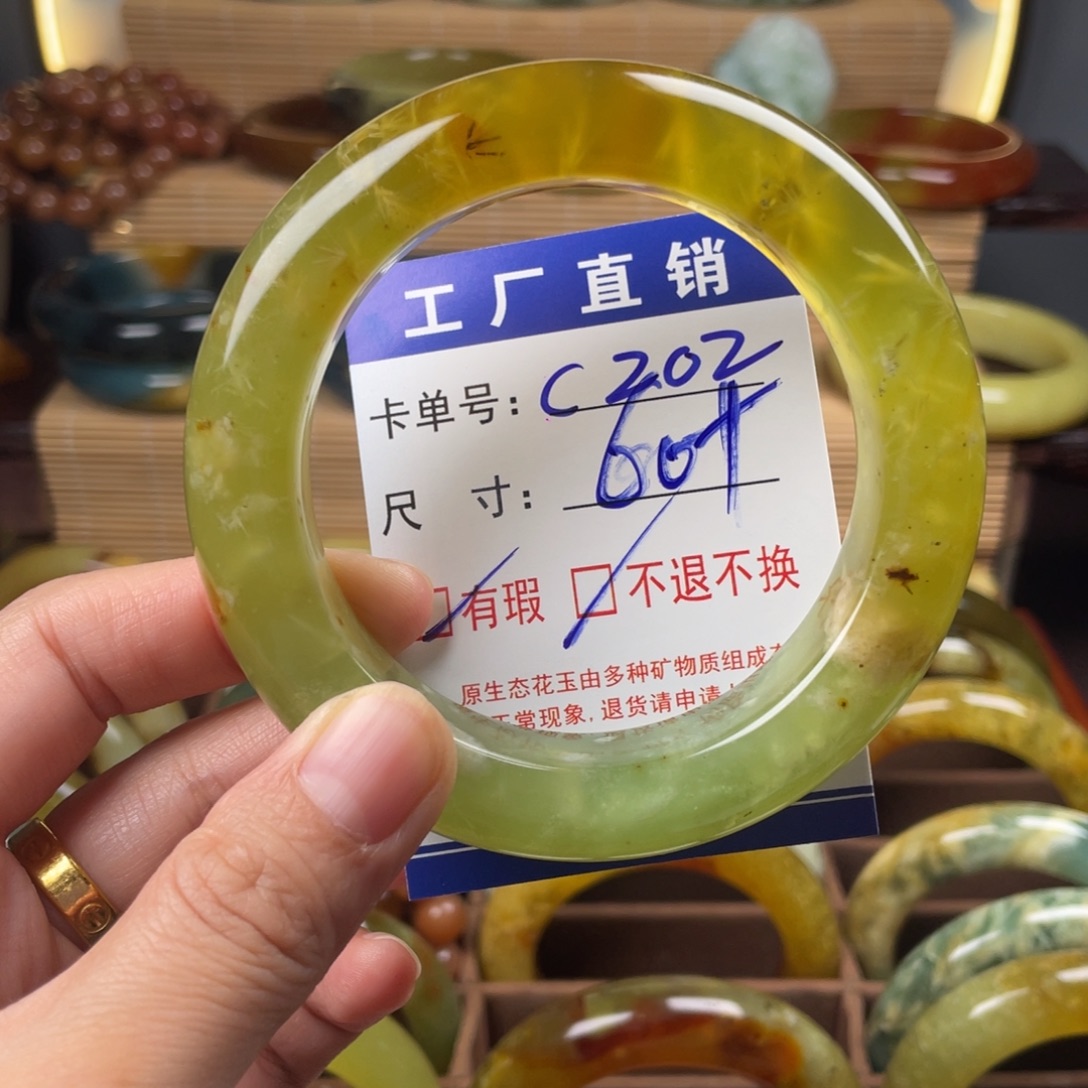 工厂直销
卡单号: C202
尺 寸: 60+
有瑕 不退不换
原生态花玉由多种矿物质组成
正常现象, 退货请申请